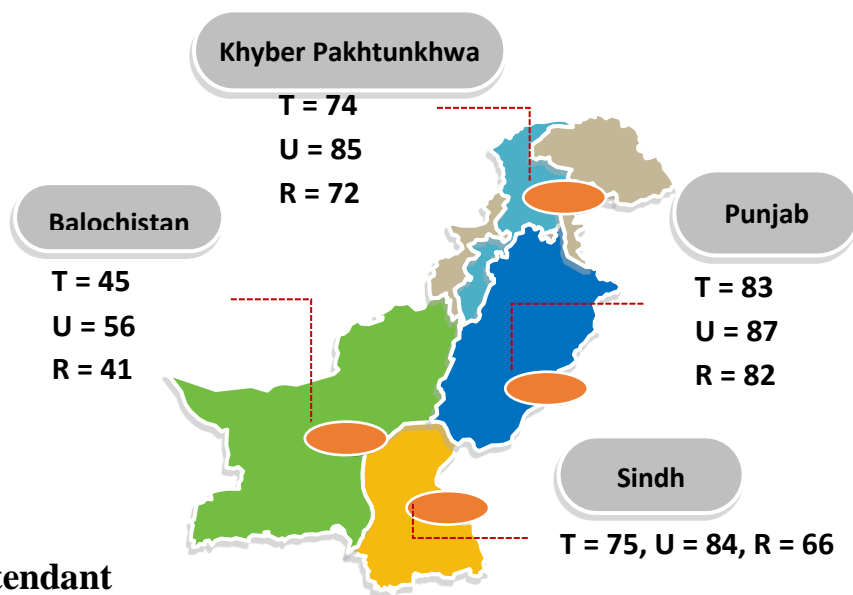 Khyber Pakhtunkhwa
T = 74
U = 85
R = 72
Balochistan
T = 45
U = 56
R = 41
Punjab
T = 83
U = 87
R = 82
Sindh
T = 75, U = 84, R = 66
tendant